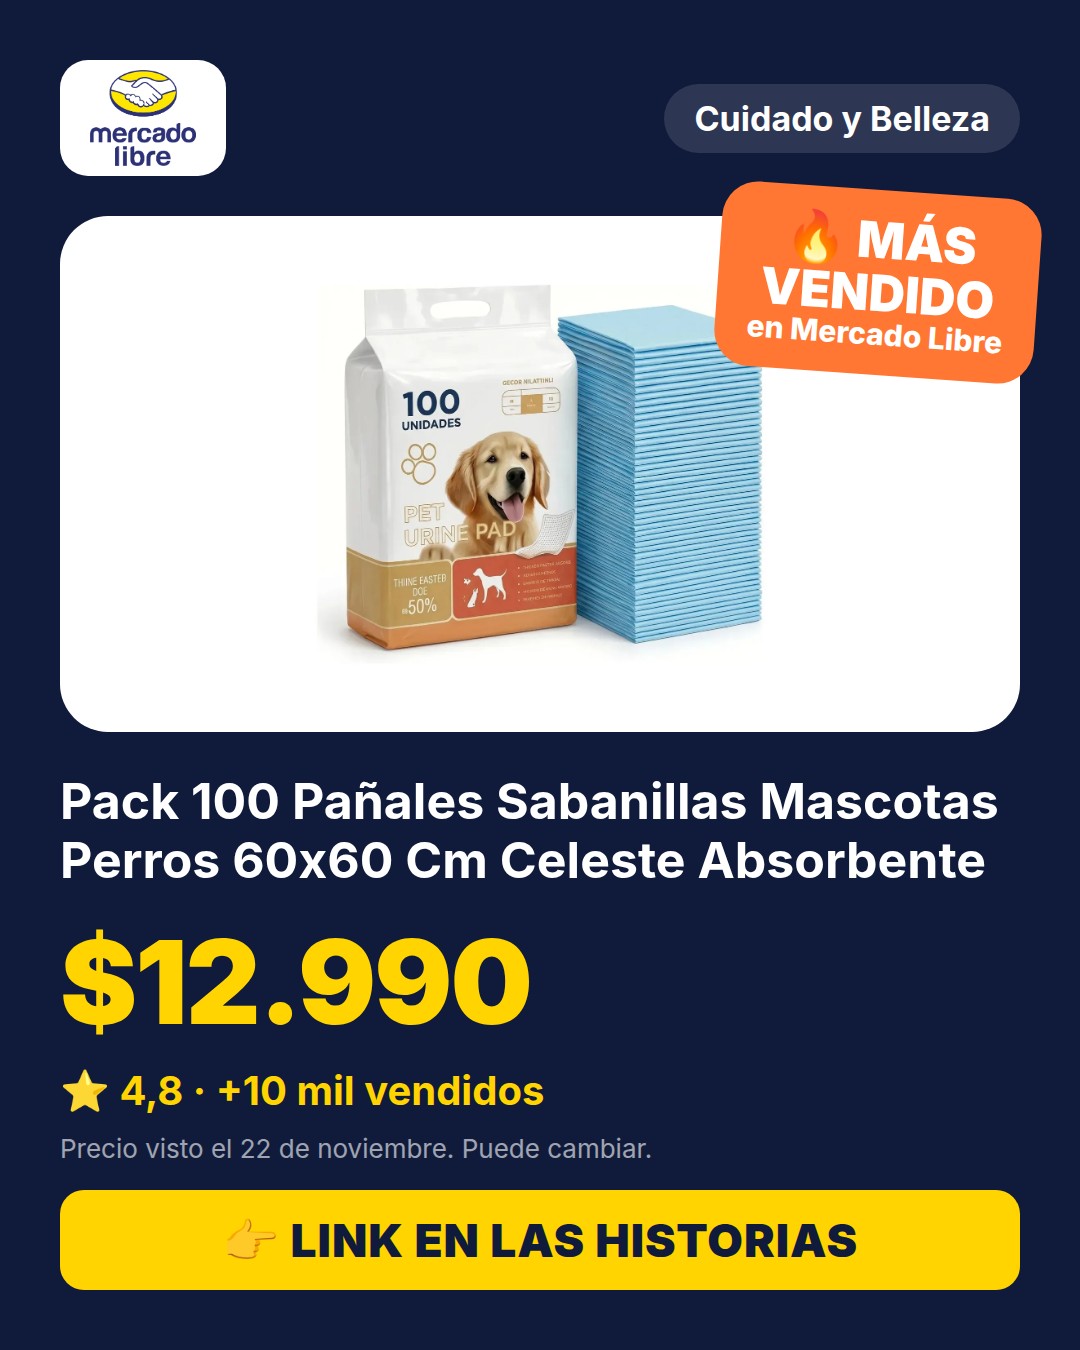 mercado
libre
Cuidado y Belleza
🔥 MÁS
VENDIDO
en Mercado Libre
100
UNIDADES
PET
URINE PAD
50%
Pack 100 Pañales Sabanillas Mascotas
Perros 60x60 Cm Celeste Absorbente
$12.990
⭐ 4,8 · +10 mil vendidos
Precio visto el 22 de noviembre. Puede cambiar.
👉 LINK EN LAS HISTORIAS